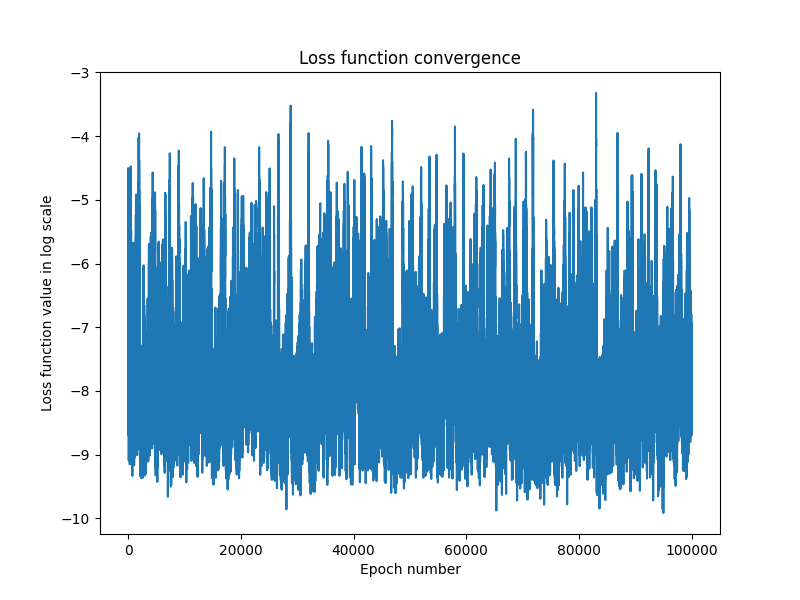 Loss function convergence
Loss function value in log scale
−3
−4
−5
−6
−7
−8
−9
−10
0 20000 40000 60000 80000 100000
Epoch number